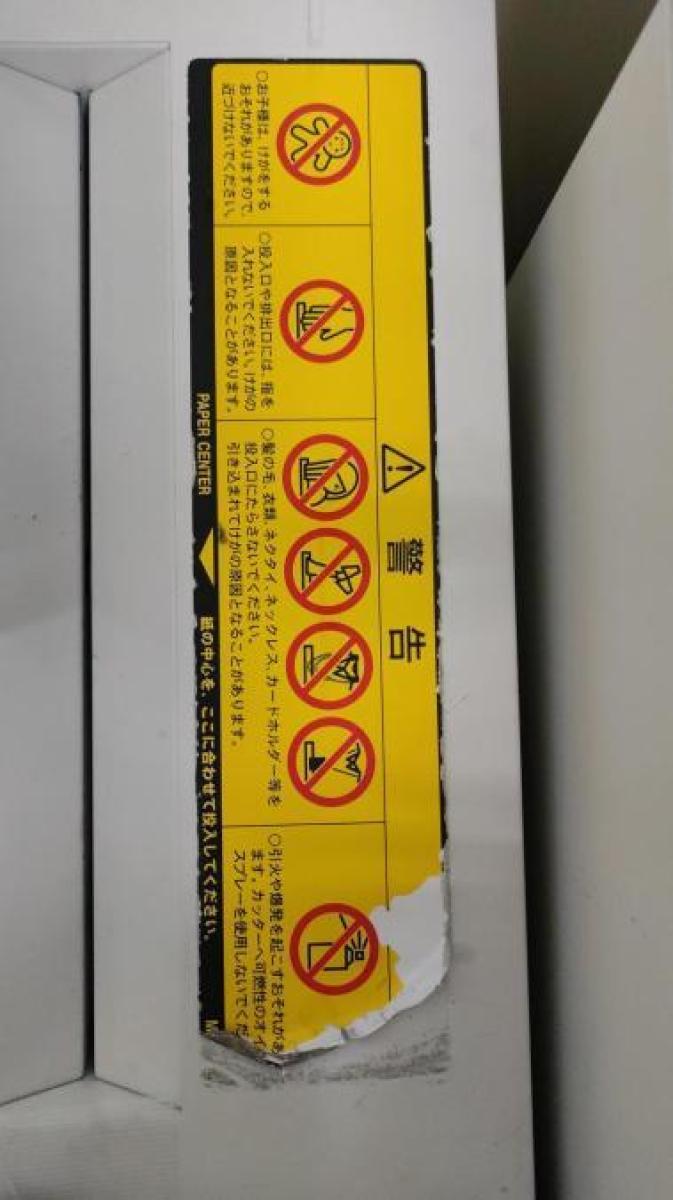 警告
○お子様は、けがをする
おそれがありますので、
近づけないでください。
○投入口や排出口には、指を
入れないでください。けがの
原因となることがあります。
○髪の毛、衣類、ネクタイ、ネックレス、カードホルダー等を
投入口にたらさないでください。
引き込まれてけがの原因となることがあります。
○引火や爆発を起こすおそれがあ
ます。カッターへ可燃性のオイ
スプレーを使用しないでくだ
PAPER CENTER
紙の中心を、ここに合わせて投入してください。